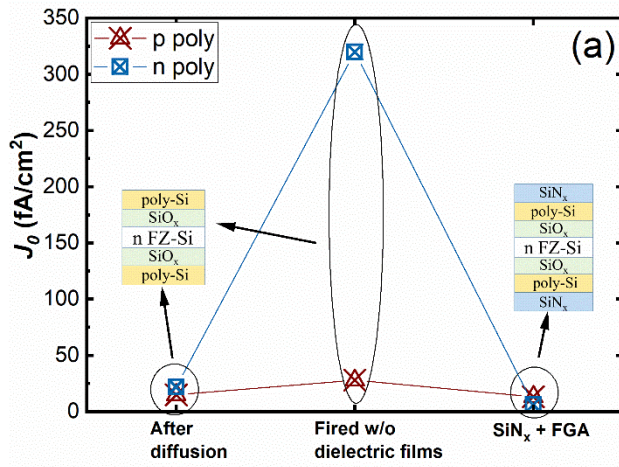 350
300
250
200
150
100
50
0
J₀ (fA/cm²)
p poly
n poly
(a)
poly-Si
SiOₓ
n FZ-Si
SiOₓ
poly-Si
SiNₓ
poly-Si
SiOₓ
n FZ-Si
SiOₓ
poly-Si
SiNₓ
After
diffusion
Fired w/o
dielectric films
SiNₓ + FGA